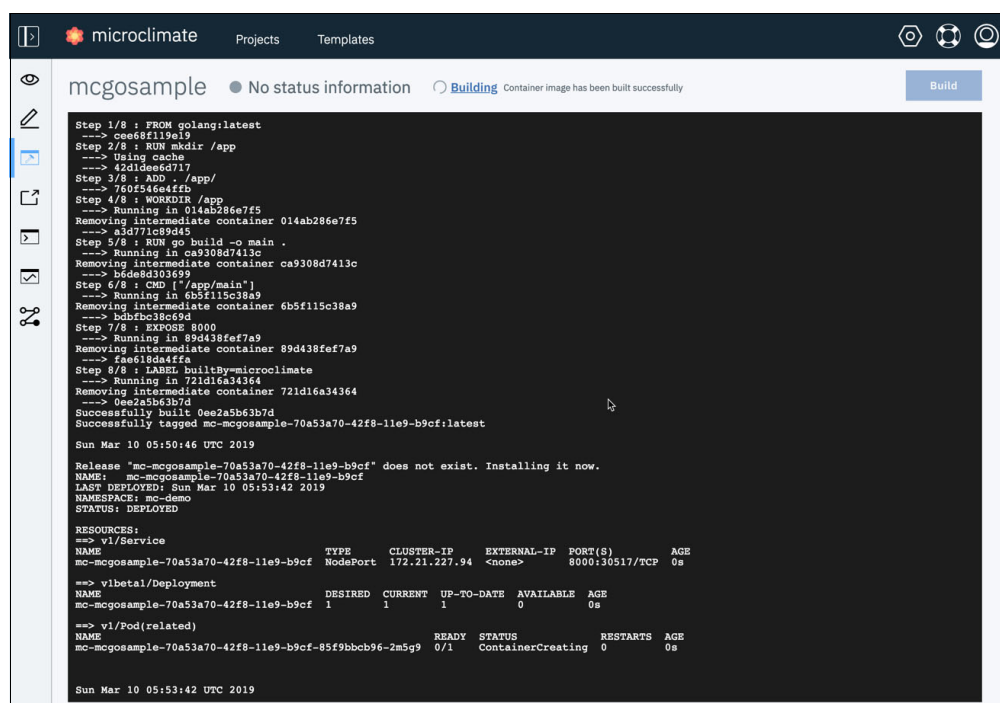 microclimate Projects Templates
mcgosample No status information Building Container image has been built successfully Build
Step 1/8 : FROM golang:latest
---> cee68f119e19
Step 2/8 : RUN mkdir /app
---> Using cache
---> 42d1dee6d717
Step 3/8 : ADD . /app/
---> 760f546e4ffb
Step 4/8 : WORKDIR /app
---> Running in 014ab286e7f5
Removing intermediate container 014ab286e7f5
---> a3d771c89d45
Step 5/8 : RUN go build -o main .
---> Running in ca9308d7413c
Removing intermediate container ca9308d7413c
---> b6de8d303699
Step 6/8 : CMD ["/app/main"]
---> Running in 6b5f115c38a9
Removing intermediate container 6b5f115c38a9
---> bdbfbc38c69d
Step 7/8 : EXPOSE 8000
---> Running in 89d438fef7a9
Removing intermediate container 89d438fef7a9
---> fae618da4ffa
Step 8/8 : LABEL builtBy=microclimate
---> Running in 721d16a34364
Removing intermediate container 721d16a34364
---> 0ee2a5b63b7d
Successfully built 0ee2a5b63b7d
Successfully tagged mc-mcgosample-70a53a70-42f8-11e9-b9cf:latest
Sun Mar 10 05:50:46 UTC 2019
Release "mc-mcgosample-70a53a70-42f8-11e9-b9cf" does not exist. Installing it now.
NAME: mc-mcgosample-70a53a70-42f8-11e9-b9cf
LAST DEPLOYED: Sun Mar 10 05:53:42 2019
NAMESPACE: mc-demo
STATUS: DEPLOYED
RESOURCES:
==> v1/Service
NAME TYPE CLUSTER-IP EXTERNAL-IP PORT(S) AGE
mc-mcgosample-70a53a70-42f8-11e9-b9cf NodePort 172.21.227.94 <none> 8000:30517/TCP 0s
==> v1beta1/Deployment
NAME DESIRED CURRENT UP-TO-DATE AVAILABLE AGE
mc-mcgosample-70a53a70-42f8-11e9-b9cf 1 1 1 0 0s
==> v1/Pod(related)
NAME READY STATUS RESTARTS AGE
mc-mcgosample-70a53a70-42f8-11e9-b9cf-85f9bbcb96-2m5g9 0/1 ContainerCreating 0 0s
Sun Mar 10 05:53:42 UTC 2019